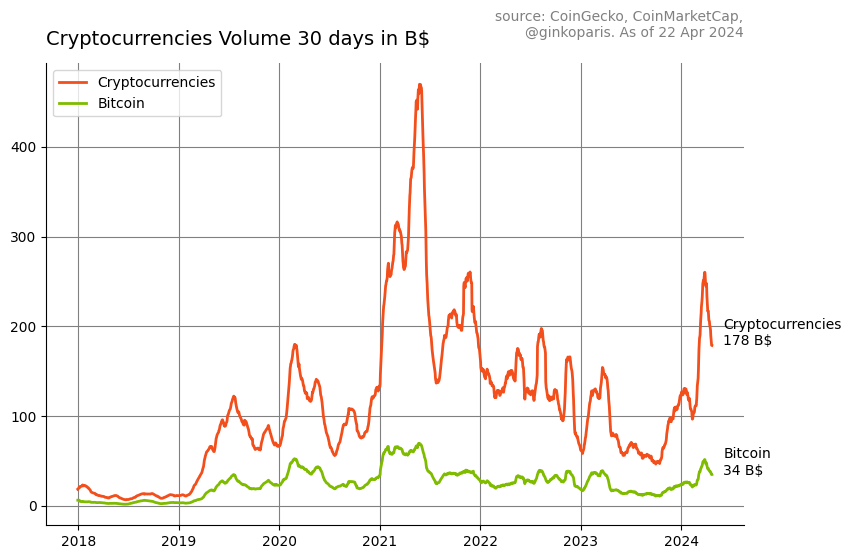 source: CoinGecko, CoinMarketCap,
@ginkoparis. As of 22 Apr 2024
Cryptocurrencies Volume 30 days in B$
Cryptocurrencies
Bitcoin
400
300
200
100
0
Cryptocurrencies
178 B$
Bitcoin
34 B$
2018 2019 2020 2021 2022 2023 2024